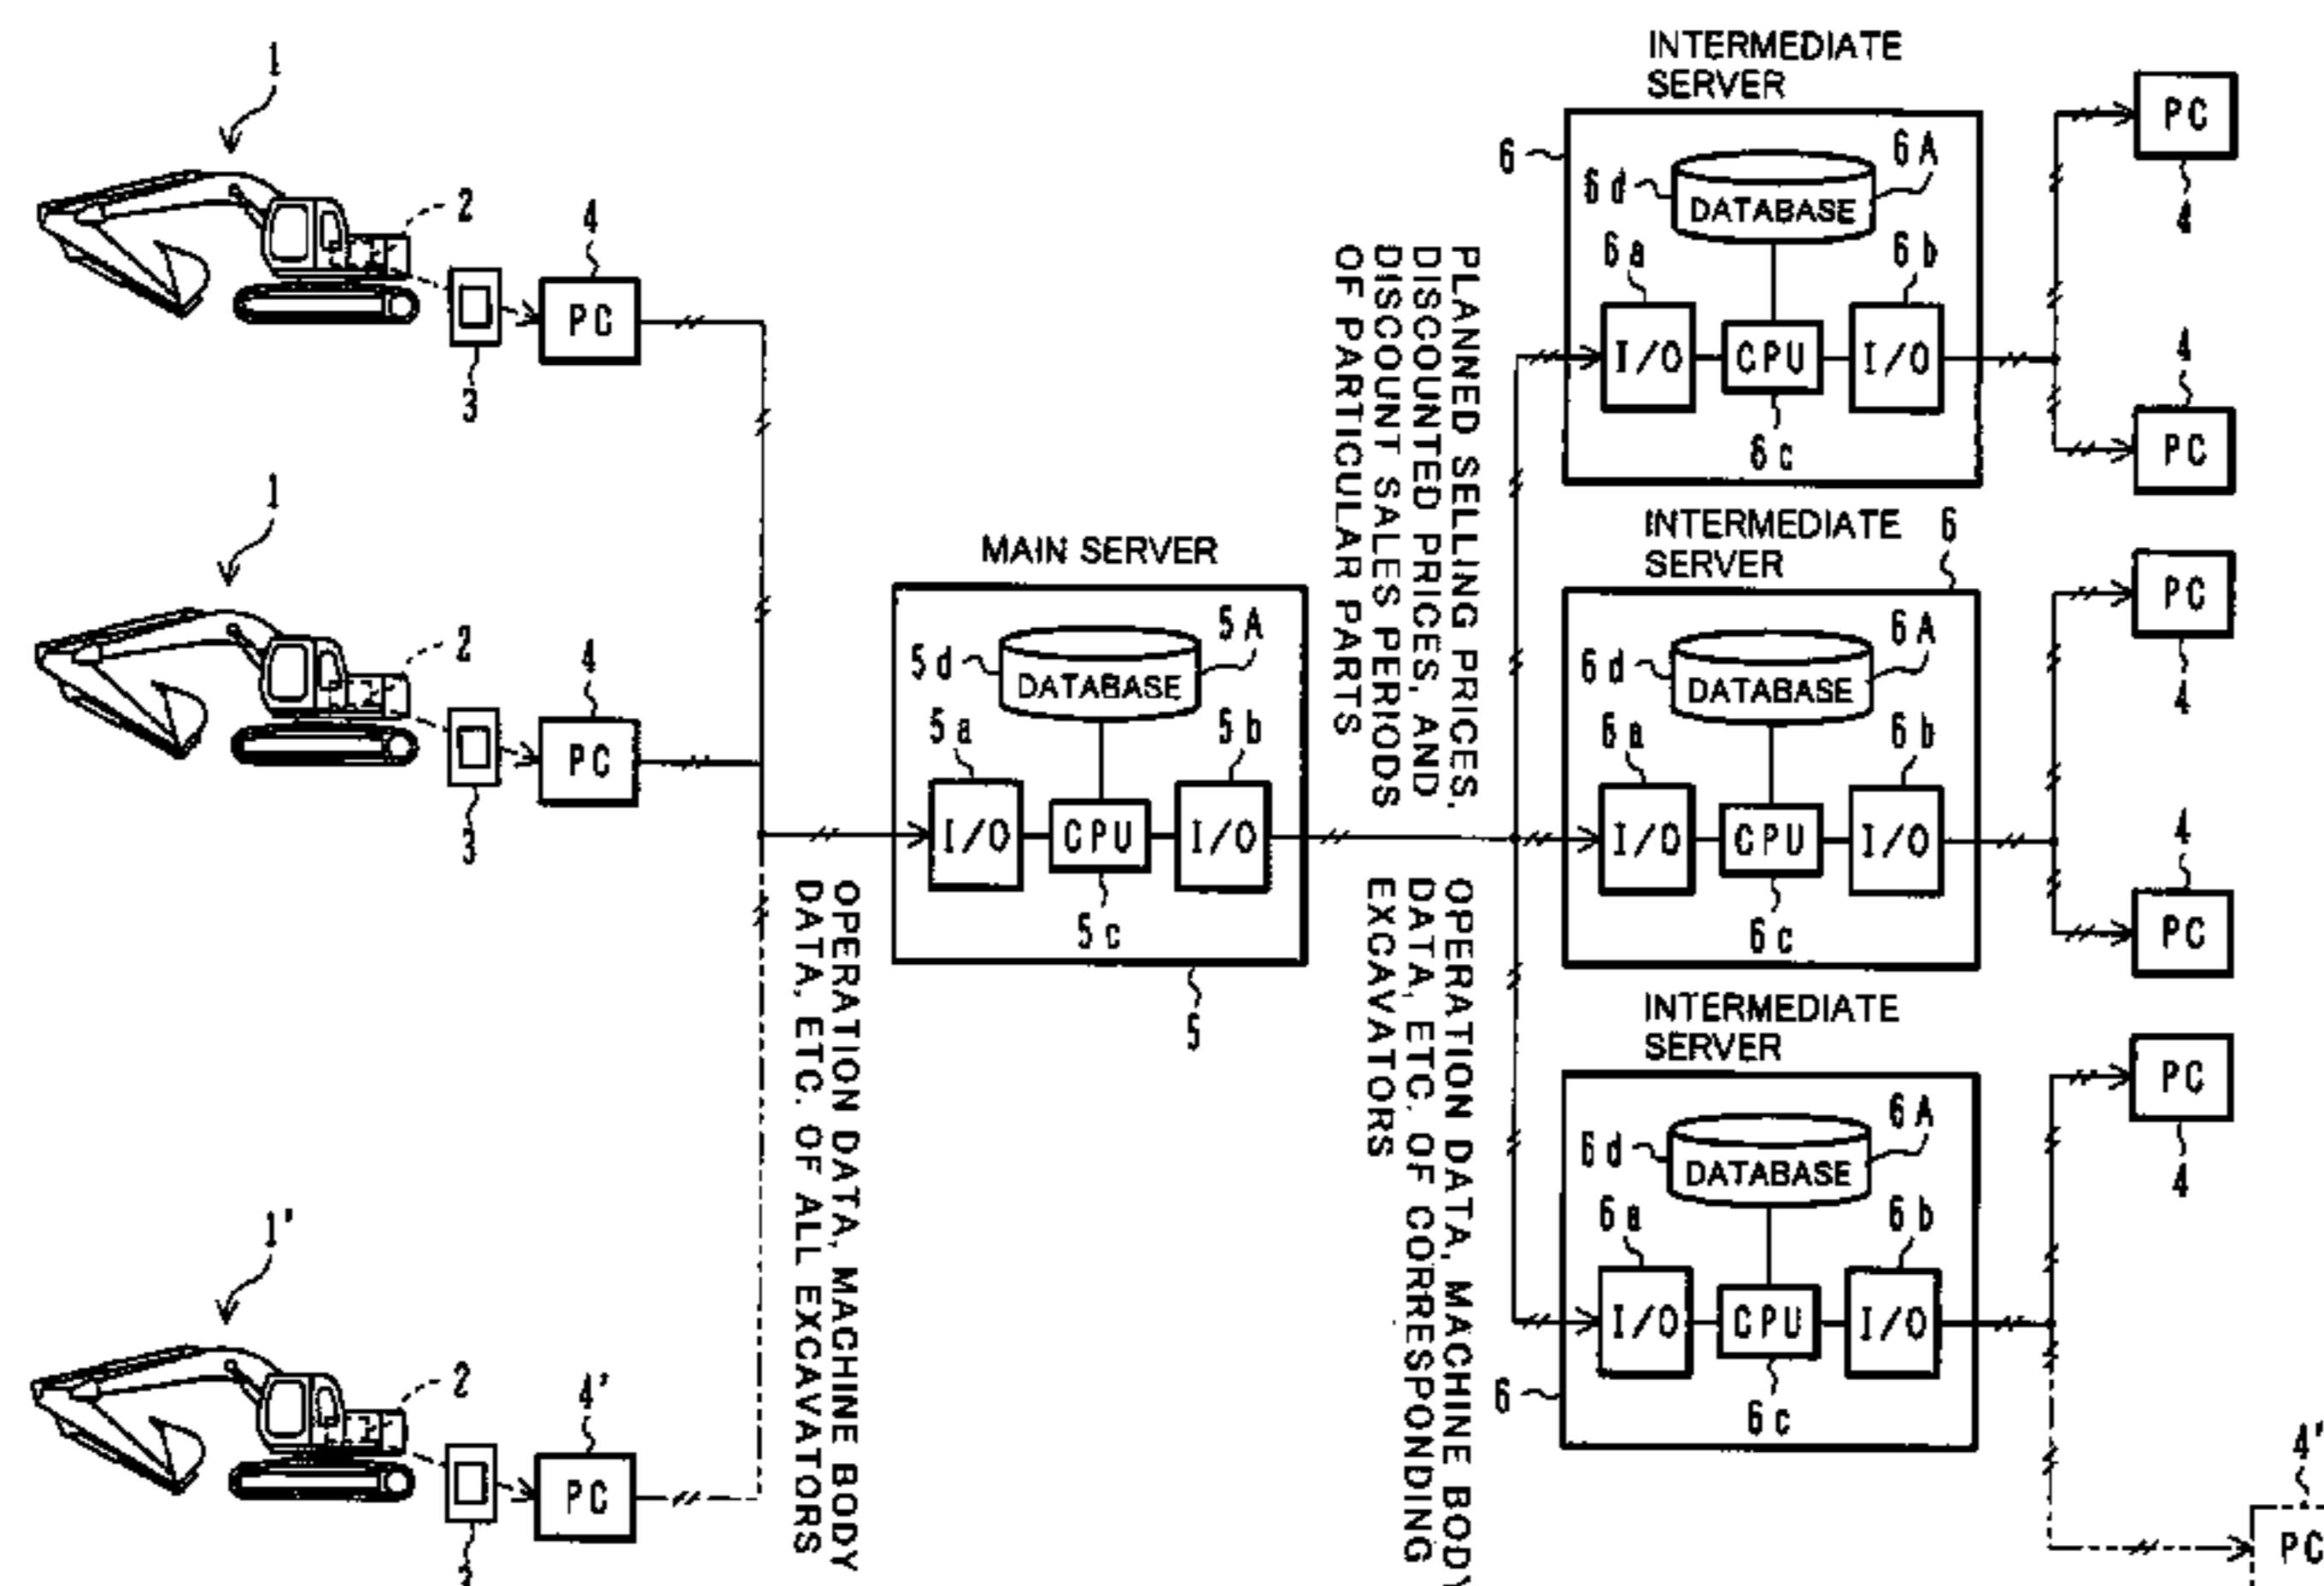 1
2
4
PC
3
1
2
4
PC
3
1'
2
4'
PC
3
OPERATION DATA, MACHINE BODY
DATA, ETC. OF ALL EXCAVATORS
MAIN SERVER
5A
5d
DATABASE
5a
5b
I/O
CPU
I/O
5c
5
PLANNED SELLING PRICES,
DISCOUNTED PRICES, AND
DISCOUNT SALES PERIODS
OF PARTICULAR PARTS
OPERATION DATA, MACHINE BODY
DATA, ETC. OF CORRESPONDING
EXCAVATORS
INTERMEDIATE
SERVER
6
6A
6d
DATABASE
6a
6b
I/O
CPU
I/O
6c
PC
4
4
PC
INTERMEDIATE
SERVER
6
6A
6d
DATABASE
6a
6b
I/O
CPU
I/O
6c
PC
4
4
PC
INTERMEDIATE
SERVER
6A
6d
DATABASE
6a
6b
I/O
CPU
I/O
6
6c
PC
4
4'
PC